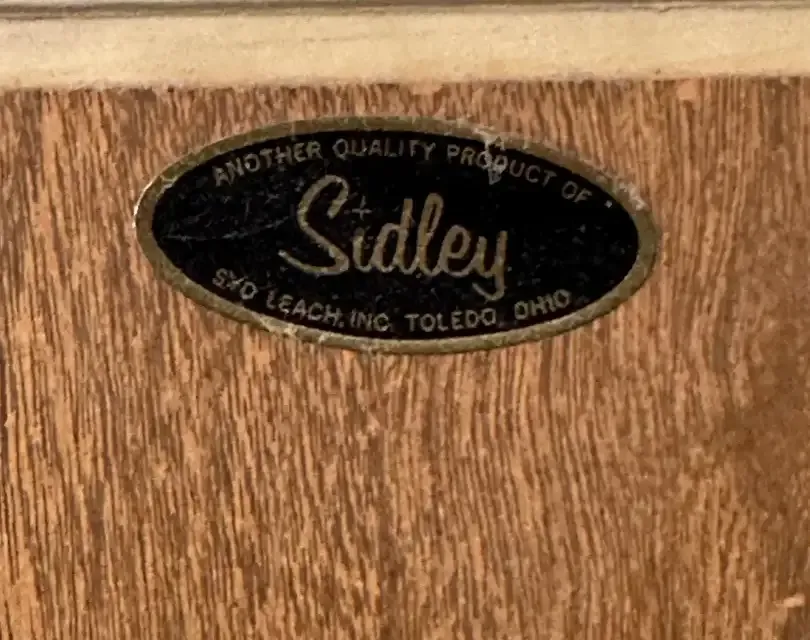 ANOTHER QUALITY PRODUCT OF
Sidley
SYD LEACH, INC. TOLEDO, OHIO